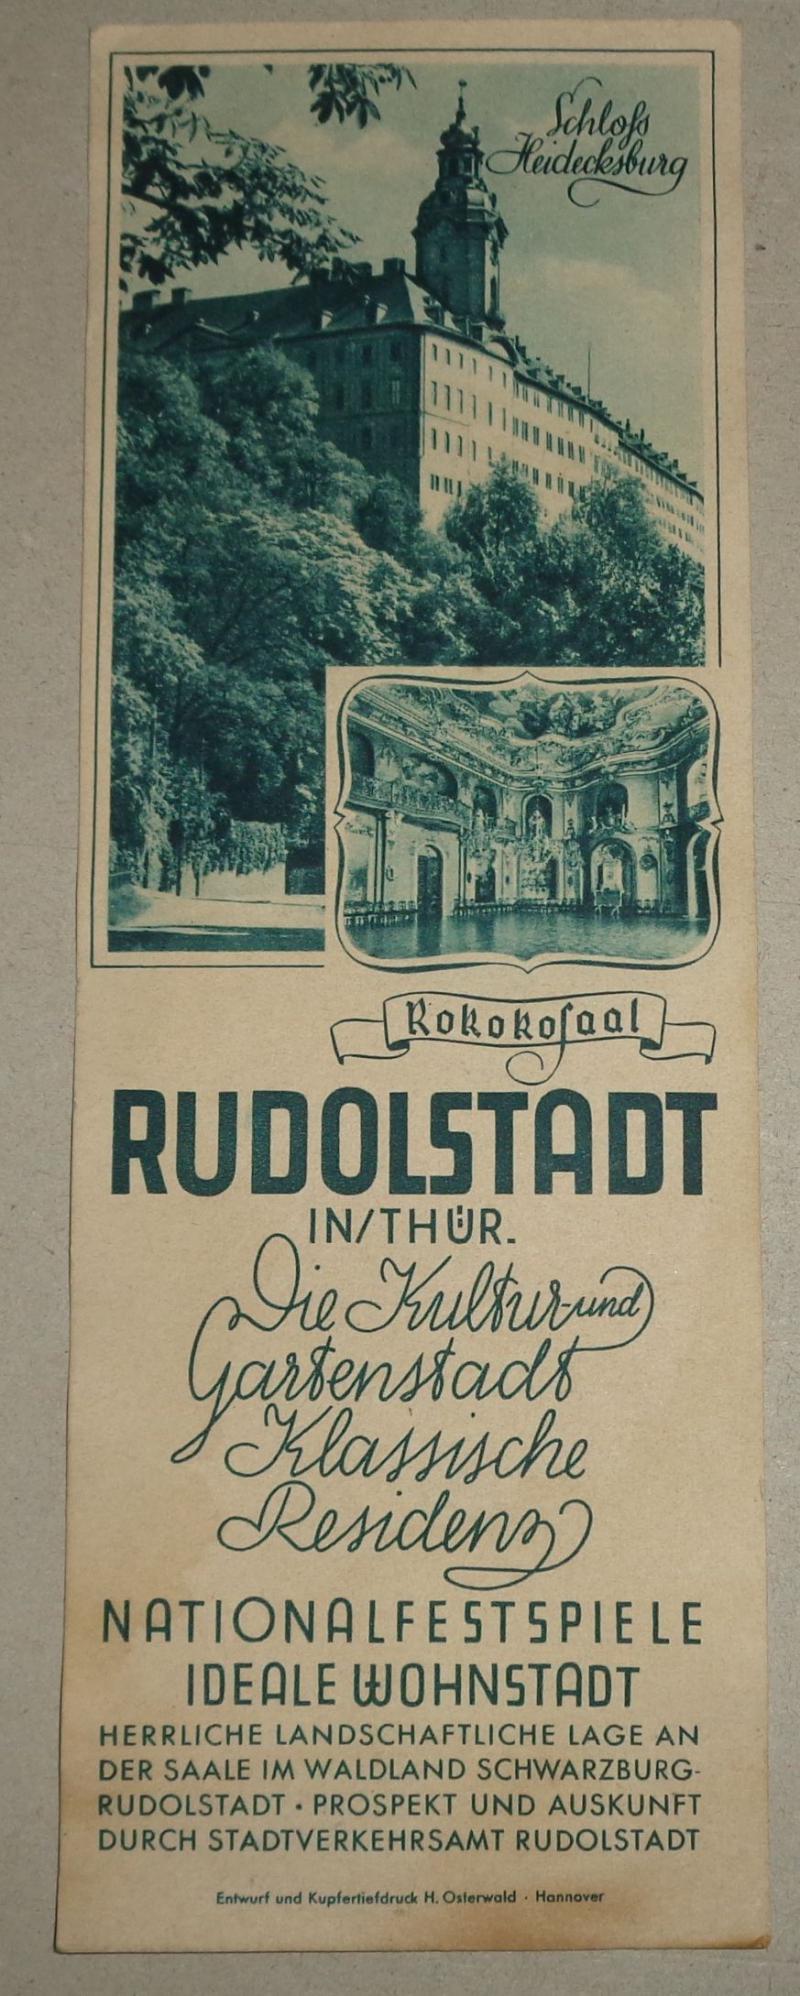 Schloß
Heidecksburg
Rokokosaal
RUDOLSTADT
IN/THÜR.
Die Kultur-und
Gartenstadt
Klassische
Residenz
NATIONALFESTSPIELE
IDEALE WOHNSTADT
HERRLICHE LANDSCHAFTLICHE LAGE AN
DER SAALE IM WALDLAND SCHWARZBURG-
RUDOLSTADT · PROSPEKT UND AUSKUNFT
DURCH STADTVERKEHRSAMT RUDOLSTADT
Entwurf und Kupfertiefdruck H. Osterwald · Hannover